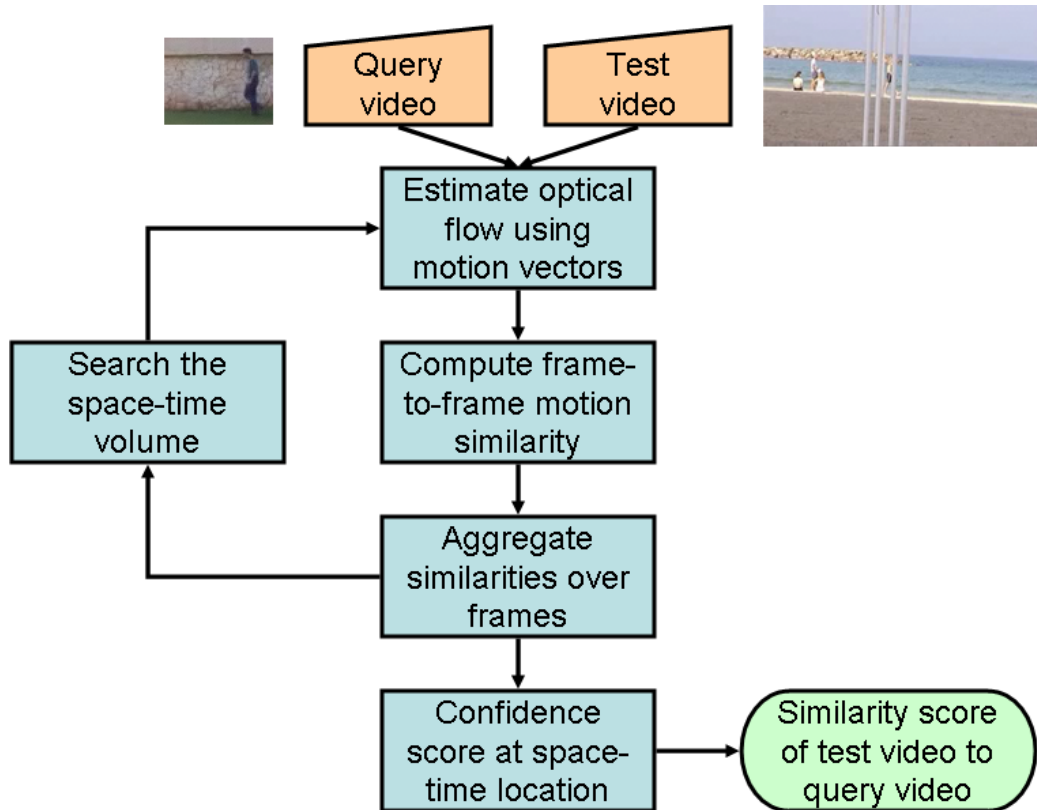 Query
video
Test
video
Estimate optical
flow using
motion vectors
Search the
space-time
volume
Compute frame-
to-frame motion
similarity
Aggregate
similarities over
frames
Confidence
score at space-
time location
Similarity score
of test video to
query video